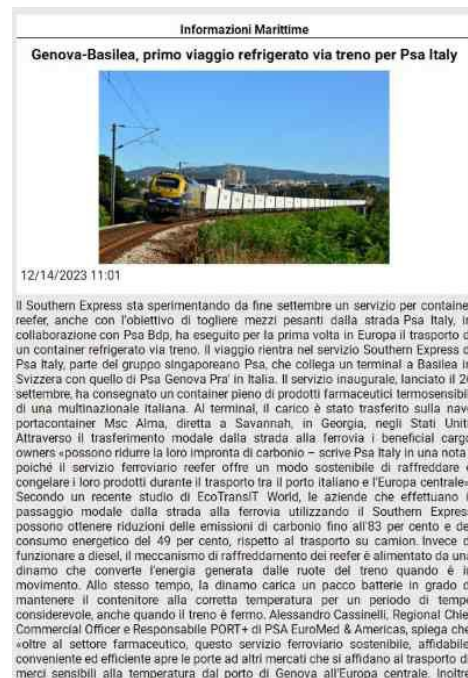 Informazioni Marittime
Genova-Basilea, primo viaggio refrigerato via treno per Psa Italy
12/14/2023 11:01
Il Southern Express sta sperimentando da fine settembre un servizio per container
reefer, anche con l'obiettivo di togliere mezzi pesanti dalla strada Psa Italy, in
collaborazione con Psa Bdp, ha eseguito per la prima volta in Europa il trasporto d
un container refrigerato via treno. Il viaggio rientra nel servizio Southern Express d
Psa Italy, parte del gruppo singaporeano Psa, che collega un terminal a Basilea in
Svizzera con quello di Psa Genova Pra' in Italia. Il servizio inaugurale, lanciato il 26
settembre, ha consegnato un container pieno di prodotti farmaceutici termosensibil
di una multinazionale italiana. Al terminal, il carico è stato trasferito sulla nave
portacontainer Msc Alma, diretta a Savannah, in Georgia, negli Stati Unit
Attraverso il trasferimento modale dalla strada alla ferrovia i beneficial cargo
owners «possono ridurre la loro impronta di carbonio – scrive Psa Italy in una nota
poiché il servizio ferroviario reefer offre un modo sostenibile di raffreddare e
congelare i loro prodotti durante il trasporto tra il porto italiano e l'Europa centrale»
Secondo un recente studio di EcoTransIT World, le aziende che effettuano i
passaggio modale dalla strada alla ferrovia utilizzando il Southern Express
possono ottenere riduzioni delle emissioni di carbonio fino all'83 per cento e de
consumo energetico del 49 per cento, rispetto al trasporto su camion. Invece d
funzionare a diesel, il meccanismo di raffreddamento dei reefer è alimentato da una
dinamo che converte l'energia generata dalle ruote del treno quando è in
movimento. Allo stesso tempo, la dinamo carica un pacco batterie in grado d
mantenere il contenitore alla corretta temperatura per un periodo di tempo
considerevole, anche quando il treno è fermo. Alessandro Cassinelli, Regional Chief
Commercial Officer e Responsabile PORT+ di PSA EuroMed & Americas, spiega che
«oltre al settore farmaceutico, questo servizio ferroviario affidabile,
conveniente ed efficiente apre le porte ad altri mercati che si affidano al trasporto d
merci sensibili alla temperatura dal porto di Genova all'Europa centrale. Inoltre